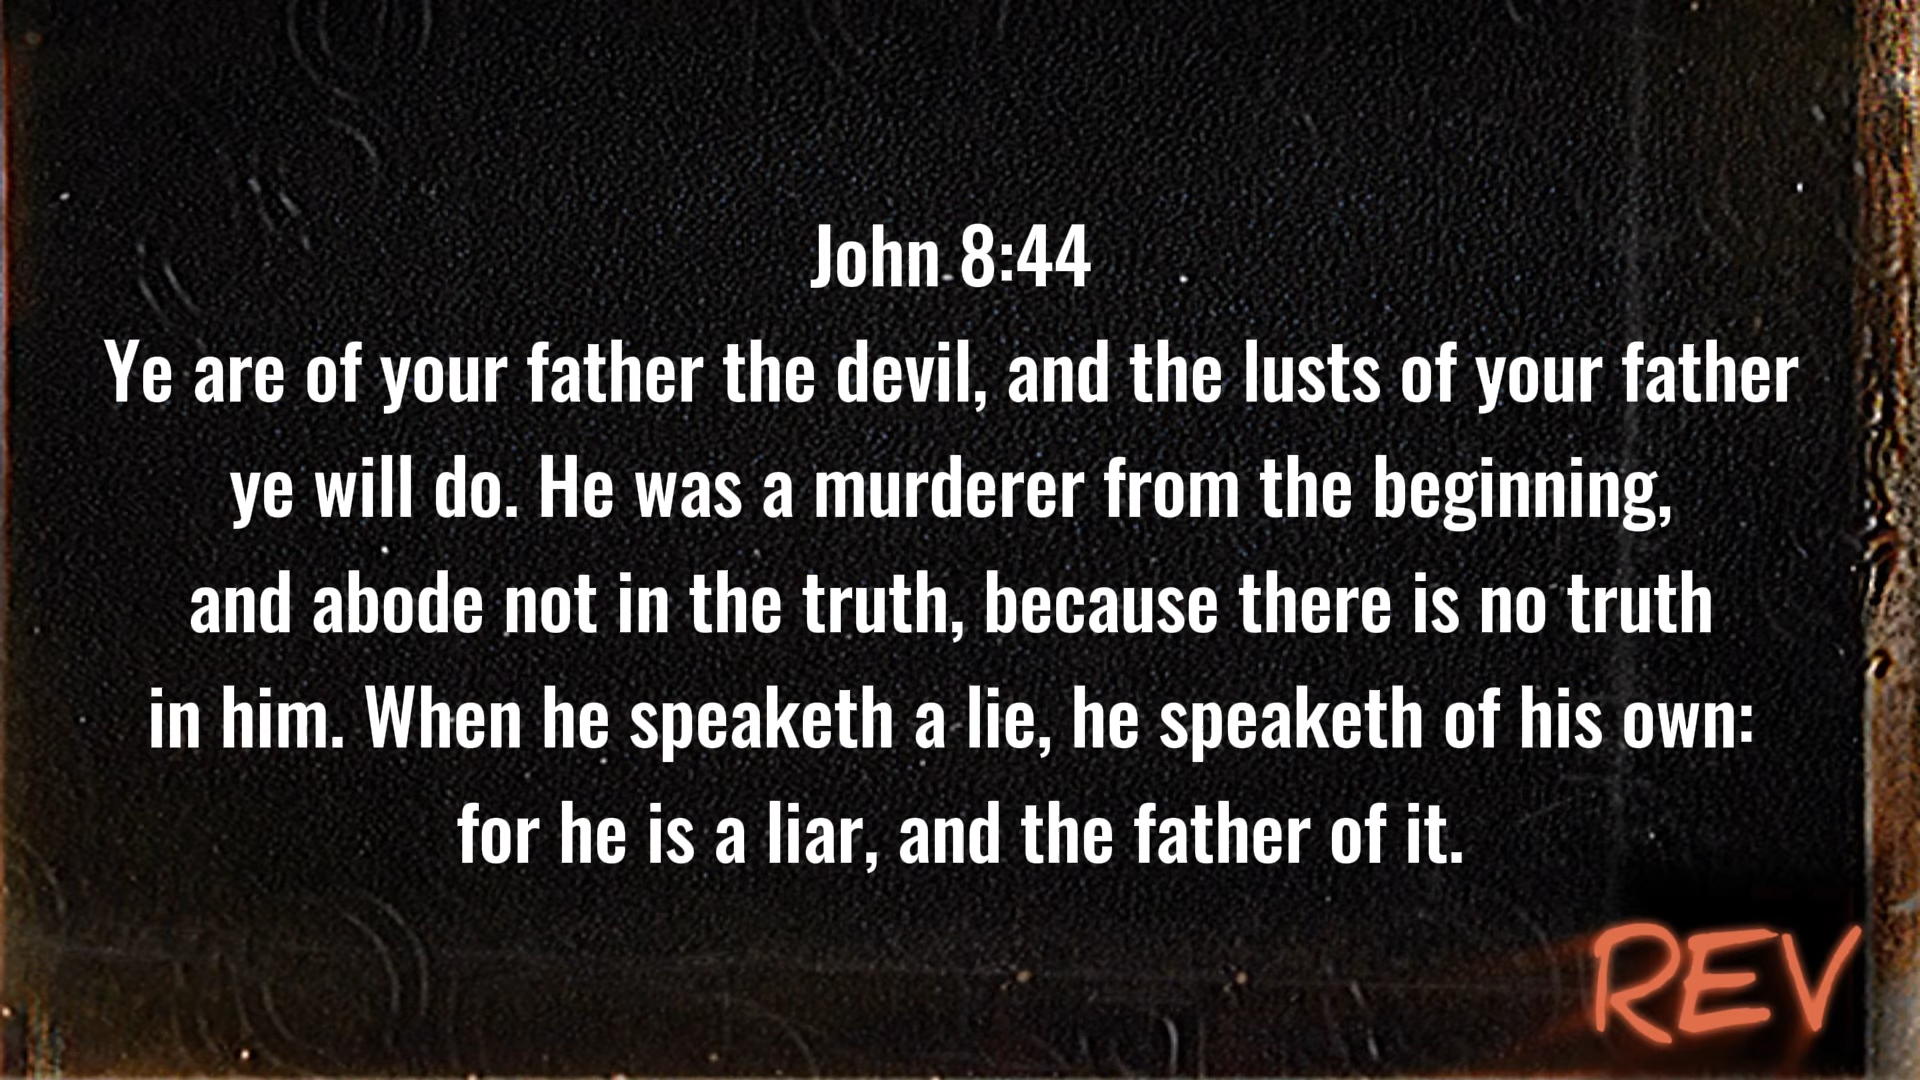 John 8:44
Ye are of your father the devil, and the lusts of your father
ye will do. He was a murderer from the beginning,
and abode not in the truth, because there is no truth
in him. When he speaketh a lie, he speaketh of his own:
for he is a liar, and the father of it.
REV